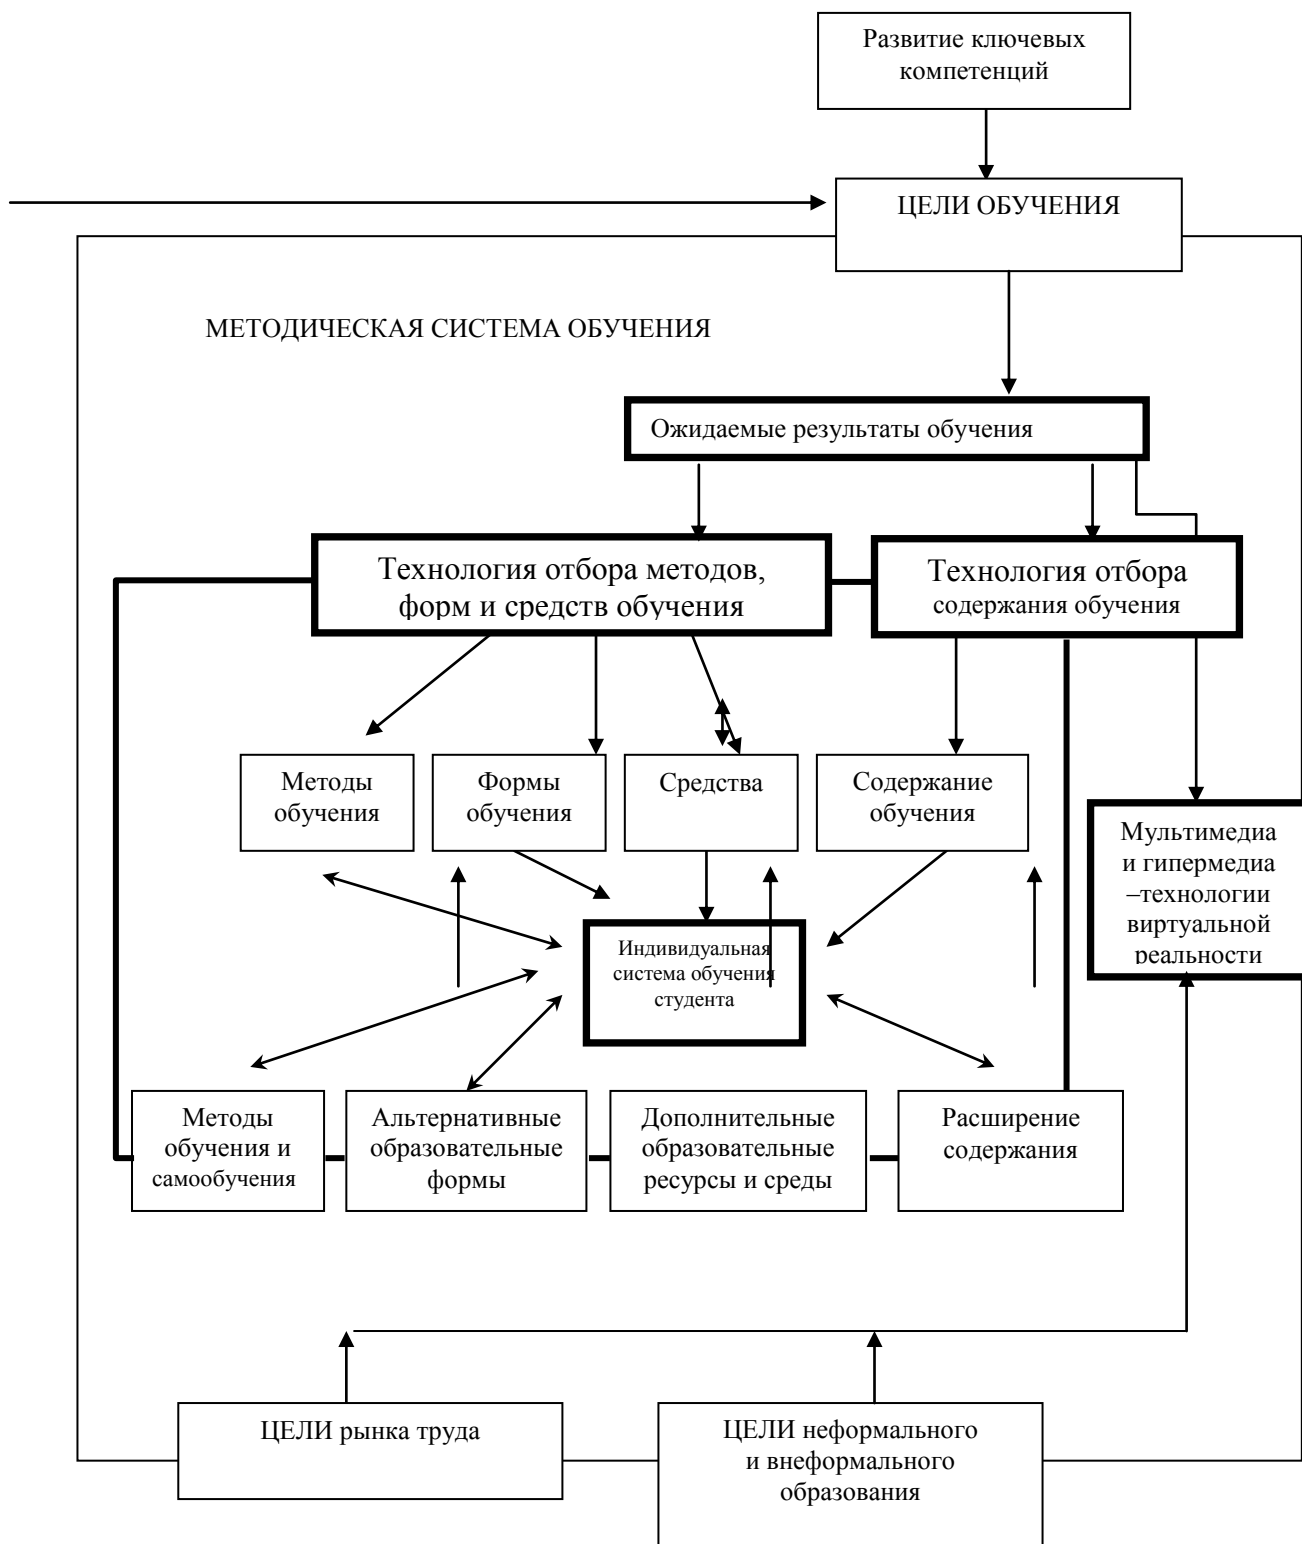 Развитие ключевых
компетенций
ЦЕЛИ ОБУЧЕНИЯ
МЕТОДИЧЕСКАЯ СИСТЕМА ОБУЧЕНИЯ
Ожидаемые результаты обучения
Технология отбора методов,
форм и средств обучения
Технология отбора
содержания обучения
Методы
обучения
Формы
обучения
Средства
Содержание
обучения
Мультимедиа
и гипермедиа
–технологии
виртуальной
реальности
Индивидуальная
система обучения
студента
Методы
обучения и
самообучения
Альтернативные
образовательные
формы
Дополнительные
образовательные
ресурсы и среды
Расширение
содержания
ЦЕЛИ рынка труда
ЦЕЛИ неформального
и внеформального
образования